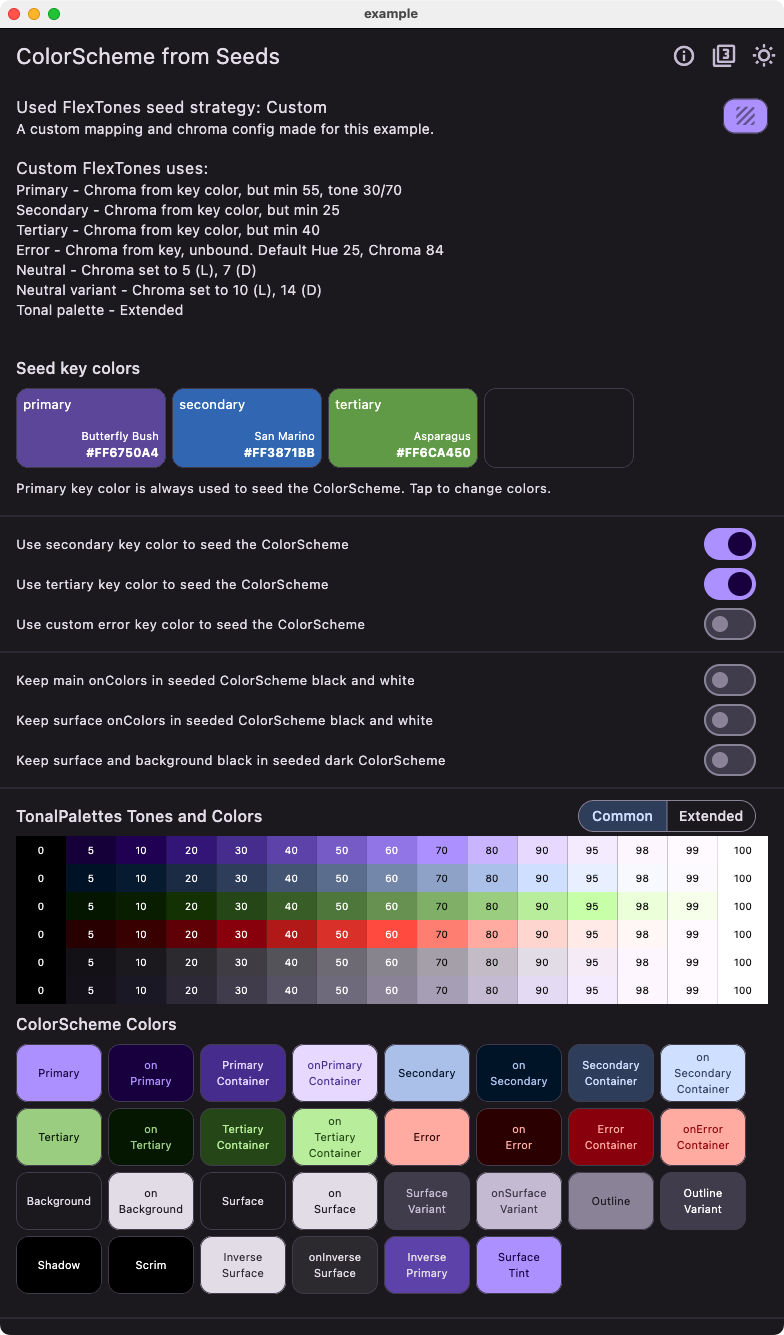 example
ColorScheme from Seeds
3
Used FlexTones seed strategy: Custom
A custom mapping and chroma config made for this example.
Custom FlexTones uses:
Primary - Chroma from key color, but min 55, tone 30/70
Secondary - Chroma from key color, but min 25
Tertiary - Chroma from key color, but min 40
Error - Chroma from key, unbound. Default Hue 25, Chroma 84
Neutral - Chroma set to 5 (L), 7 (D)
Neutral variant - Chroma set to 10 (L), 14 (D)
Tonal palette - Extended
Seed key colors
primary
Butterfly Bush
#FF6750A4
secondary
San Marino
#FF3871BB
tertiary
Asparagus
#FF6CA450
Primary key color is always used to seed the ColorScheme. Tap to change colors.
Use secondary key color to seed the ColorScheme
Use tertiary key color to seed the ColorScheme
Use custom error key color to seed the ColorScheme
Keep main onColors in seeded ColorScheme black and white
Keep surface onColors in seeded ColorScheme black and white
Keep surface and background black in seeded dark ColorScheme
TonalPalettes Tones and Colors
Common
Extended
0 5 10 20 30 40 50 60 70 80 90 95 98 99 100
0 5 10 20 30 40 50 60 70 80 90 95 98 99 100
0 5 10 20 30 40 50 60 70 80 90 95 98 99 100
0 5 10 20 30 40 50 60 70 80 90 95 98 99 100
0 5 10 20 30 40 50 60 70 80 90 95 98 99 100
0 5 10 20 30 40 50 60 70 80 90 95 98 99 100
ColorScheme Colors
Primary
on
Primary
Primary
Container
onPrimary
Container
Secondary
on
Secondary
Secondary
Container
on
Secondary
Container
Tertiary
on
Tertiary
Tertiary
Container
on
Tertiary
Container
Error
on
Error
Error
Container
onError
Container
Background
on
Background
Surface
on
Surface
Surface
Variant
onSurface
Variant
Outline
Outline
Variant
Shadow
Scrim
Inverse
Surface
onInverse
Surface
Inverse
Primary
Surface
Tint